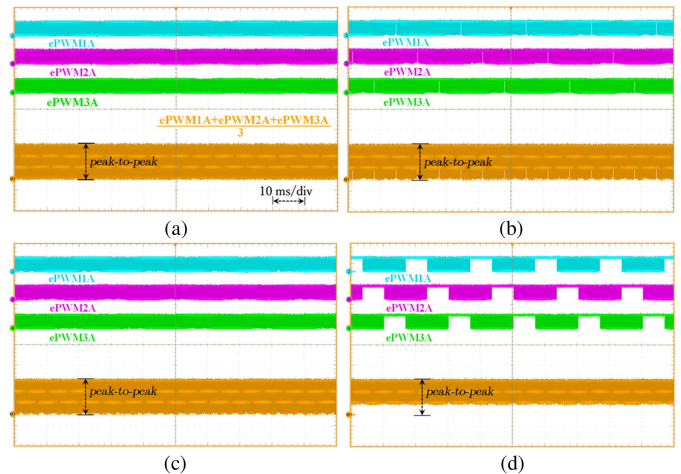 ePWM1A
ePWM2A
ePWM3A
ePWM1A+ePWM2A+ePWM3A
3
peak-to-peak
10 ms/div
(a)
ePWM1A
ePWM2A
ePWM3A
peak-to-peak
(b)
ePWM1A
ePWM2A
ePWM3A
peak-to-peak
(c)
ePWM1A
ePWM2A
ePWM3A
peak-to-peak
(d)